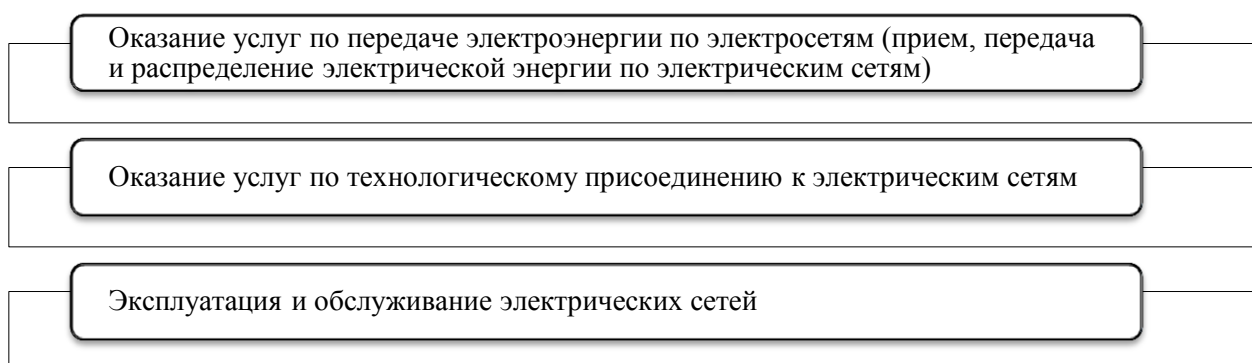 Оказание услуг по передаче электроэнергии по электросетям (прием, передача
и распределение электрической энергии по электрическим сетям)
Оказание услуг по технологическому присоединению к электрическим сетям
Эксплуатация и обслуживание электрических сетей